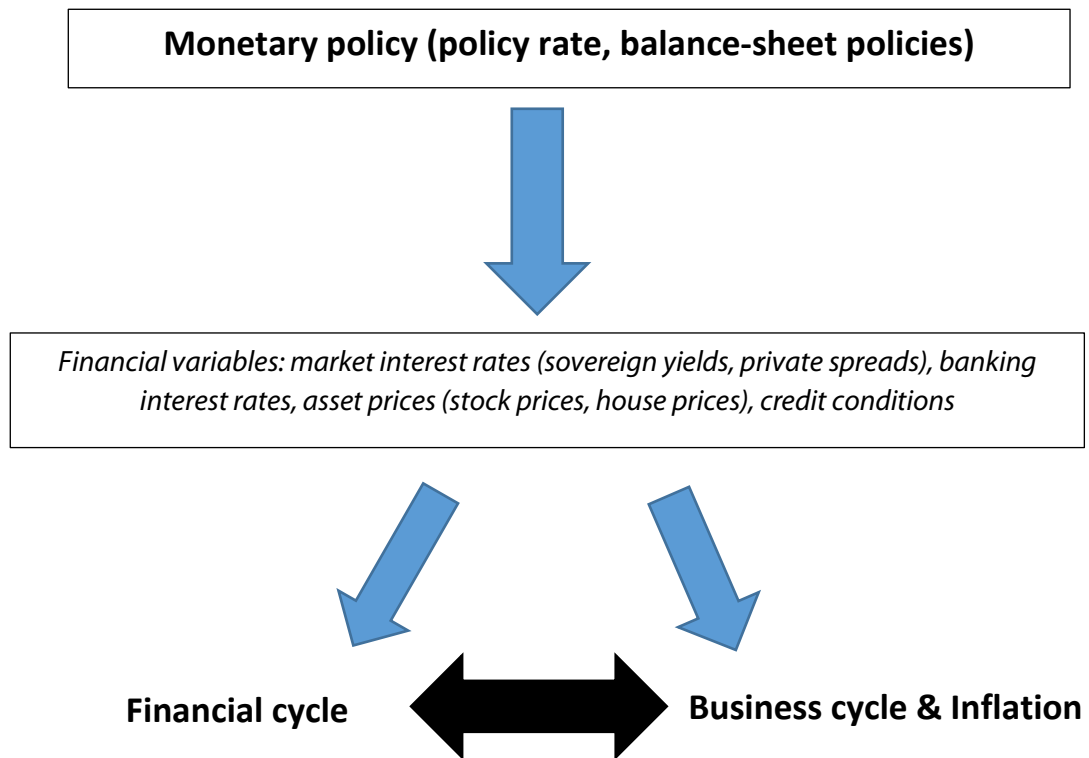 Monetary policy (policy rate, balance-sheet policies)
Financial variables: market interest rates (sovereign yields, private spreads), banking
interest rates, asset prices (stock prices, house prices), credit conditions
Financial cycle
Business cycle & Inflation